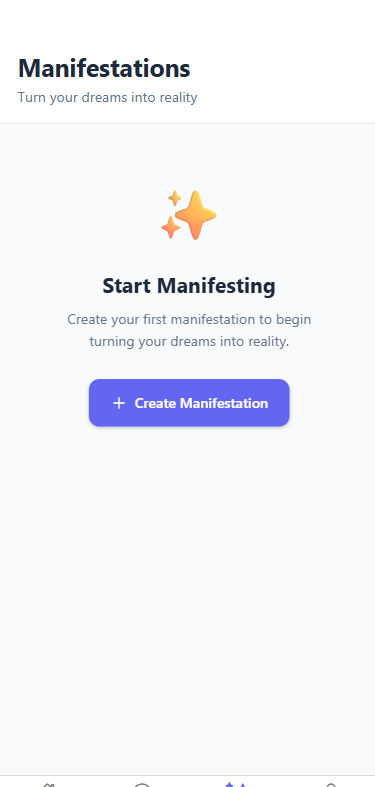 Manifestations
Turn your dreams into reality
Start Manifesting
Create your first manifestation to begin
turning your dreams into reality.
Create Manifestation